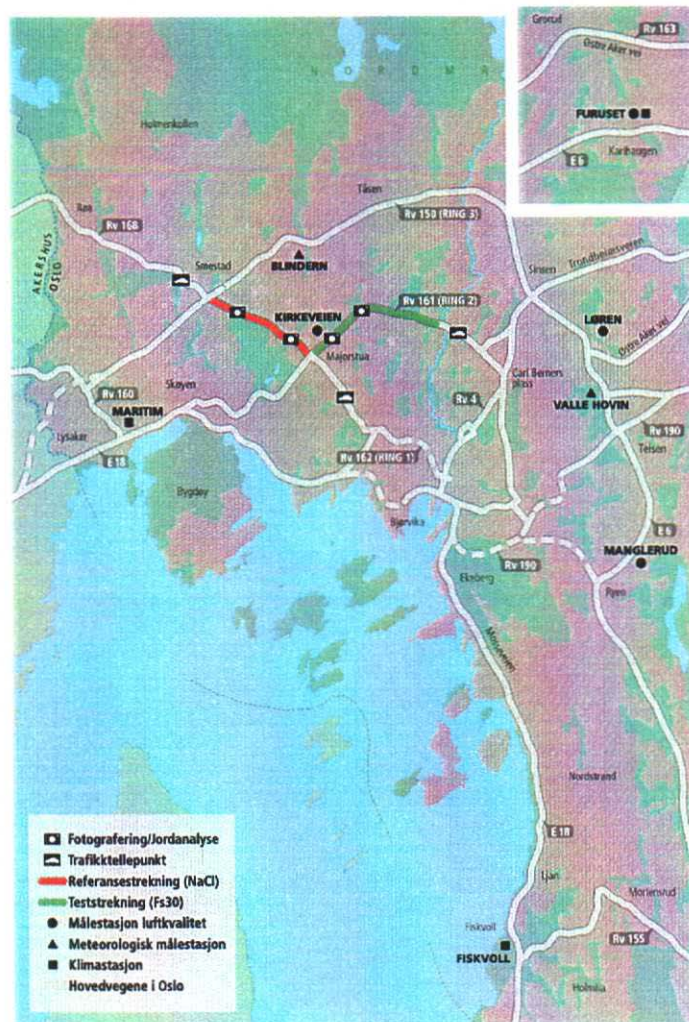 Grorud
Rv 163
Østre Aker vei
FURUSET
Karihaugen
E6
NORDMR
Holmenkollen
Tåsen
Røa
Rv 168
Rv 150 (RING 3)
AKERSHUS
OSLO
Smestad
BLINDERN
Sinsen
Trondheimsveien
Rv 161 (RING 2)
KIRKEVEIEN
LØREN
Majorstua
Østre Aker vei
Skøyen
Carl Berners
plass
Rv 160
MARITIM
Rv 4
VALLE HOVIN
Lysaker
Rv 190
E 18
Rv 162 (RING 1)
Teisen
Bygdøy
Bjørvika
E6
MANGLERUD
Rv 190
Ekeberg
Ryen
Mosseveien
Nordstrand
E 18
Ljan
Mortensrud
Fiskvoll
FISKVOLL
Rv 155
Holmlia
Fotografering/Jordanalyse
Trafikktellepunkt
Referansestrekning (NaCl)
Teststrekning (Fs30)
Målestasjon luftkvalitet
Meteorologisk målestasjon
Klimastasjon
Hovedvegene i Oslo